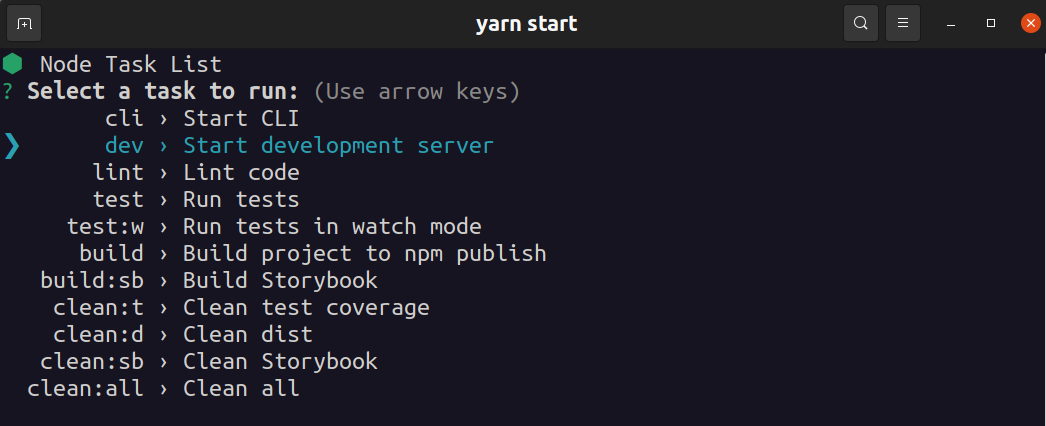 yarn start
Node Task List
? Select a task to run: (Use arrow keys)
cli › Start CLI
❯ dev › Start development server
lint › Lint code
test › Run tests
test:w › Run tests in watch mode
build › Build project to npm publish
build:sb › Build Storybook
clean:t › Clean test coverage
clean:d › Clean dist
clean:sb › Clean Storybook
clean:all › Clean all